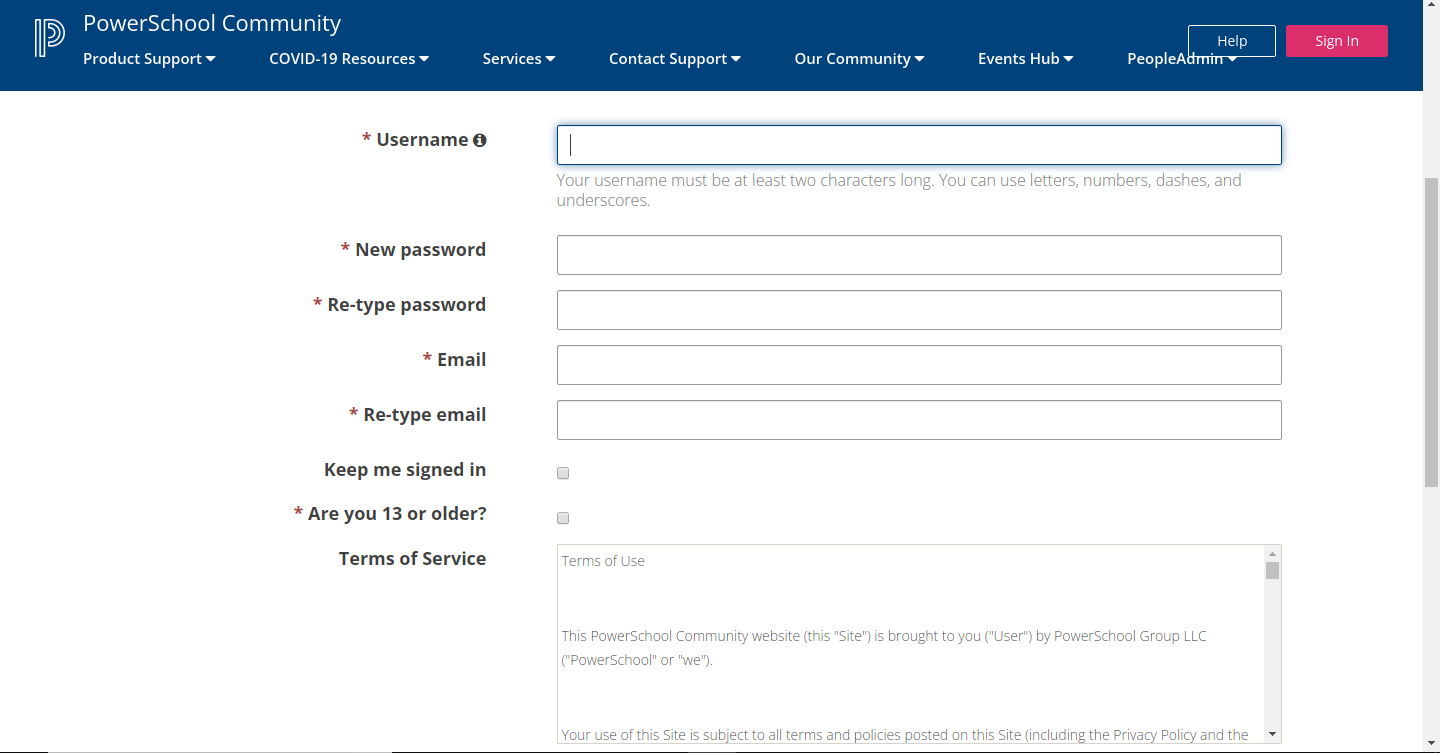 PowerSchool Community
Product Support
COVID-19 Resources
Services
Contact Support
Our Community
Events Hub
PeopleAdmin
Help
Sign In
* Username
Your username must be at least two characters long. You can use letters, numbers, dashes, and
underscores.
* New password
* Re-type password
* Email
* Re-type email
Keep me signed in
* Are you 13 or older?
Terms of Service
Terms of Use
This PowerSchool Community website (this "Site") is brought to you ("User") by PowerSchool Group LLC
("PowerSchool" or "we").
Your use of this Site is subject to all terms and policies posted on this Site (including the Privacy Policy and the